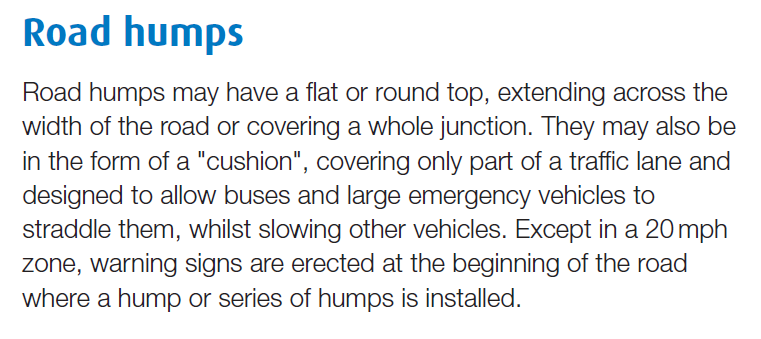 Road humps
Road humps may have a flat or round top, extending across the
width of the road or covering a whole junction. They may also be
in the form of a "cushion", covering only part of a traffic lane and
designed to allow buses and large emergency vehicles to
straddle them, whilst slowing other vehicles. Except in a 20 mph
zone, warning signs are erected at the beginning of the road
where a hump or series of humps is installed.